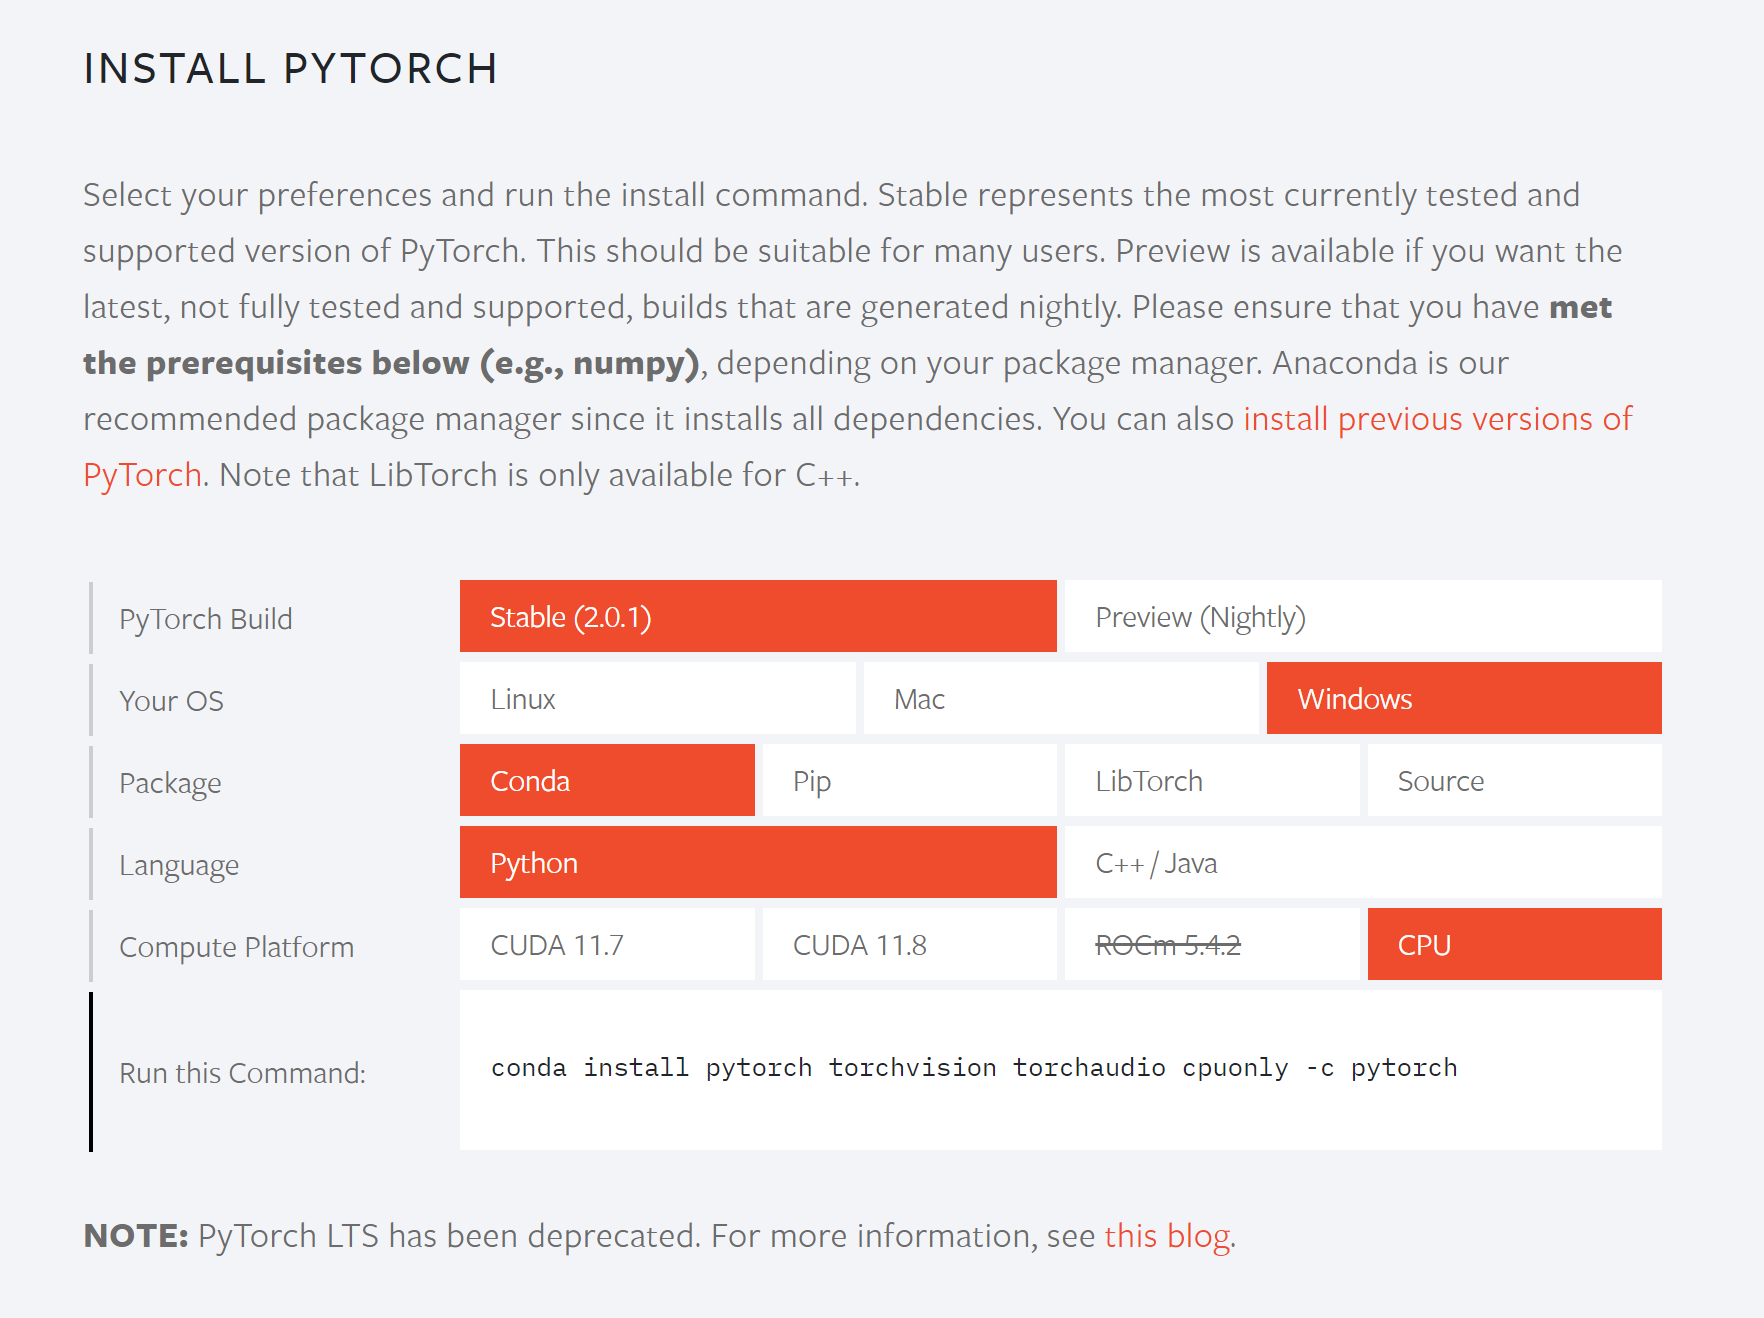 INSTALL PYTORCH
Select your preferences and run the install command. Stable represents the most currently tested and
supported version of PyTorch. This should be suitable for many users. Preview is available if you want the
latest, not fully tested and supported, builds that are generated nightly. Please ensure that you have met
the prerequisites below (e.g., numpy), depending on your package manager. Anaconda is our
recommended package manager since it installs all dependencies. You can also install previous versions of
PyTorch. Note that LibTorch is only available for C++.
PyTorch Build Stable (2.0.1) Preview (Nightly)
Your OS Linux Mac Windows
Package Conda Pip LibTorch Source
Language Python C++ / Java
Compute Platform CUDA 11.7 CUDA 11.8 ROCm 5.4.2 CPU
Run this Command: conda install pytorch torchvision torchaudio cpuonly -c pytorch
NOTE: PyTorch LTS has been deprecated. For more information, see this blog.